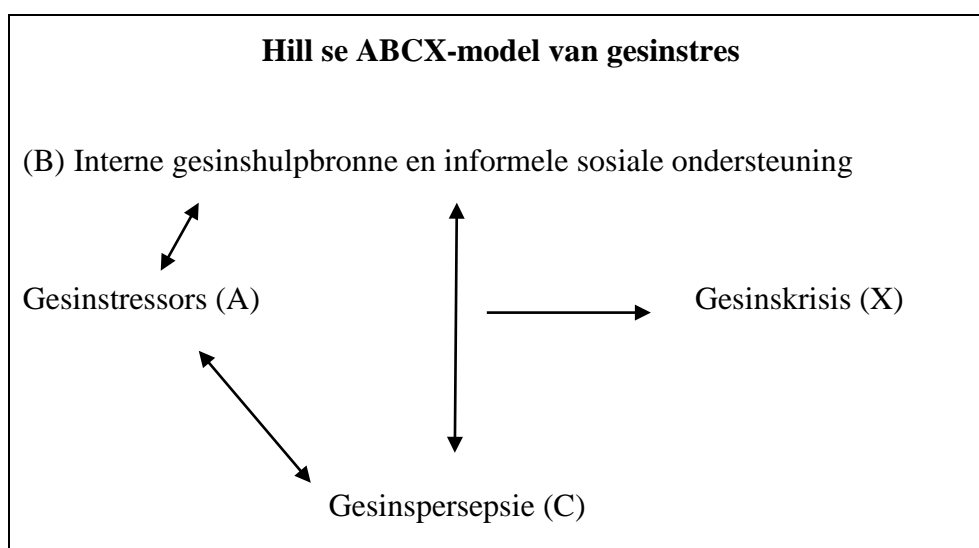 Hill se ABCX-model van gesinstres
(B) Interne gesinshulpbronne en informele sosiale ondersteuning
Gesinstressors (A)
Gesinskrisis (X)
Gesinspersepsie (C)